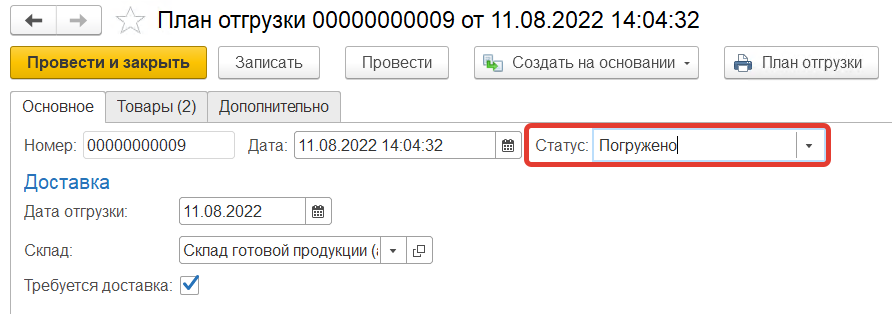 План отгрузки 00000000009 от 11.08.2022 14:04:32
Провести и закрыть Записать Провести Создать на основании План отгрузки
Основное Товары (2) Дополнительно
Номер: 00000000009 Дата: 11.08.2022 14:04:32 Статус: Погружено
Доставка
Дата отгрузки: 11.08.2022
Склад: Склад готовой продукции (
Требуется доставка: